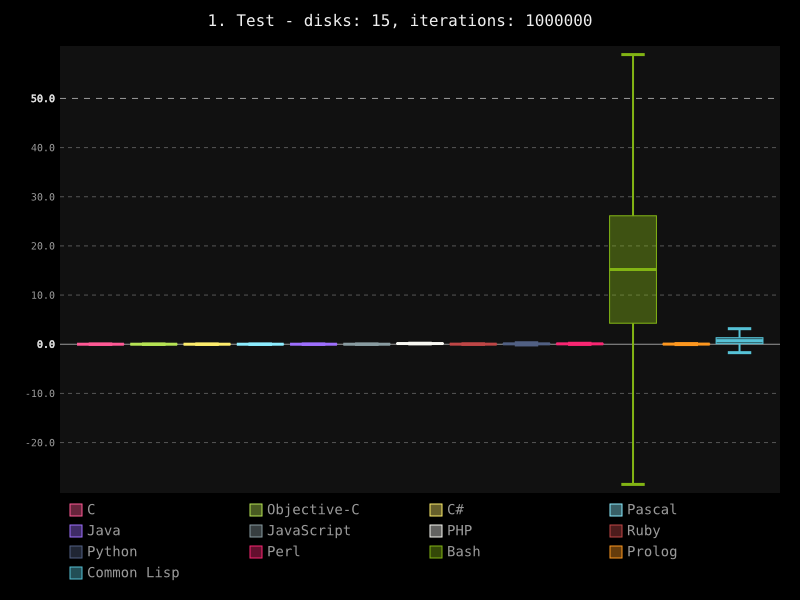 1. Test - disks: 15, iterations: 1000000
50.0
40.0
30.0
20.0
10.0
0.0
-10.0
-20.0
C Objective-C C# Pascal
Java JavaScript PHP Ruby
Python Perl Bash Prolog
Common Lisp